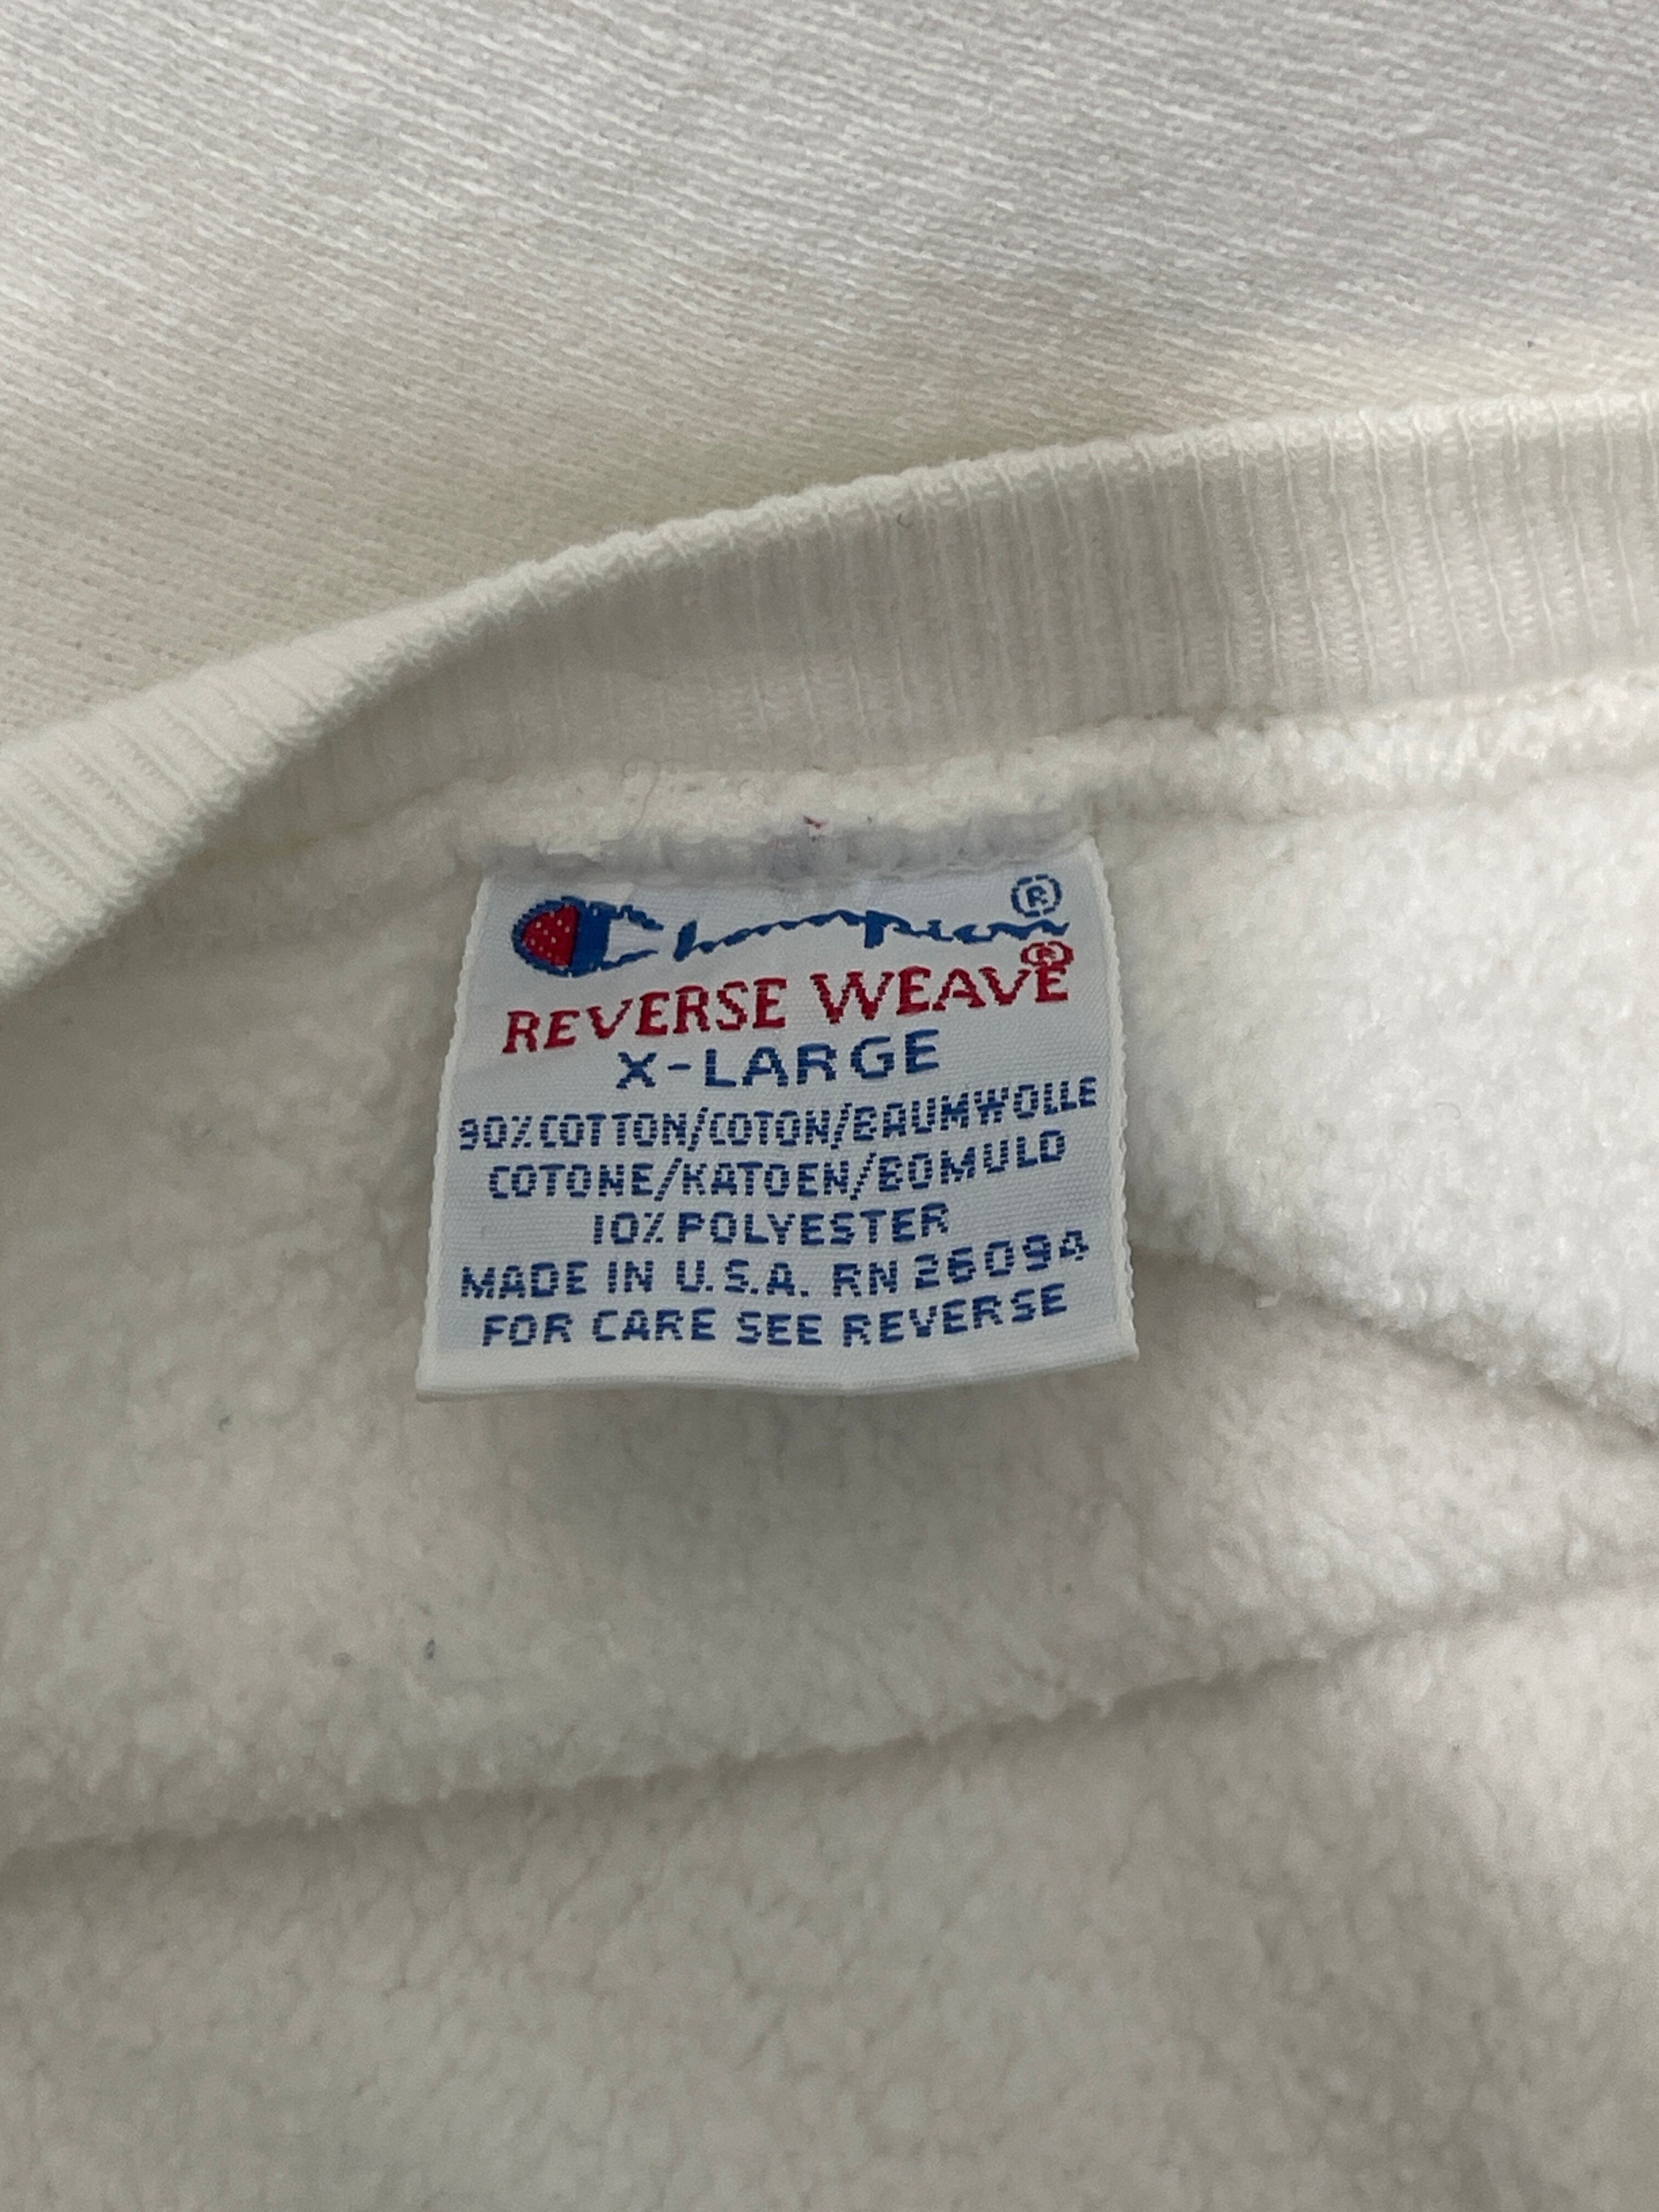 Champion®
REVERSE WEAVE®
X-LARGE
90% COTTON/COTON/BAUMWOLLE
COTONE/KATOEN/BOMULD
10% POLYESTER
MADE IN U.S.A. RN 26094
FOR CARE SEE REVERSE